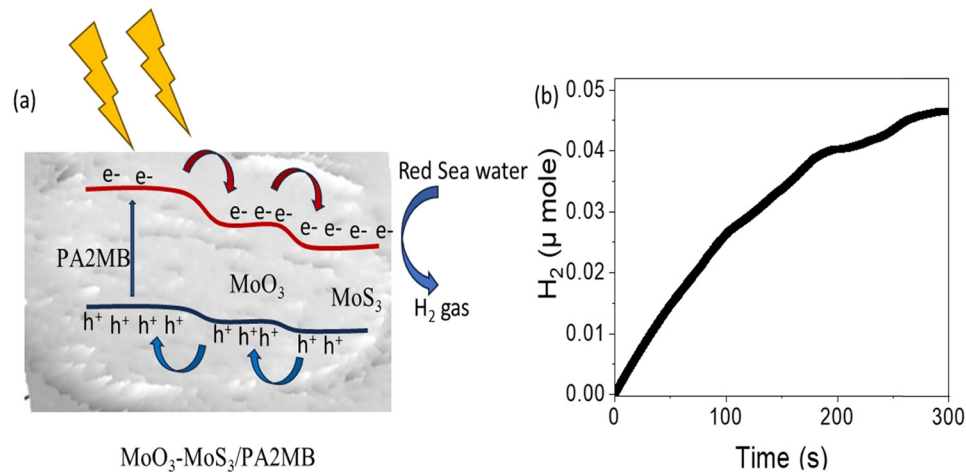 (a)
e- e-
e- e- e-
e- e- e- e-
PA2MB
MoO₃
MoS₃
h⁺ h⁺ h⁺ h⁺
h⁺ h⁺h⁺
h⁺ h⁺
Red Sea water
H₂ gas
MoO₃-MoS₃/PA2MB
(b)
H₂ (μ mole)
0.05
0.04
0.03
0.02
0.01
0.00
0 100 200 300
Time (s)